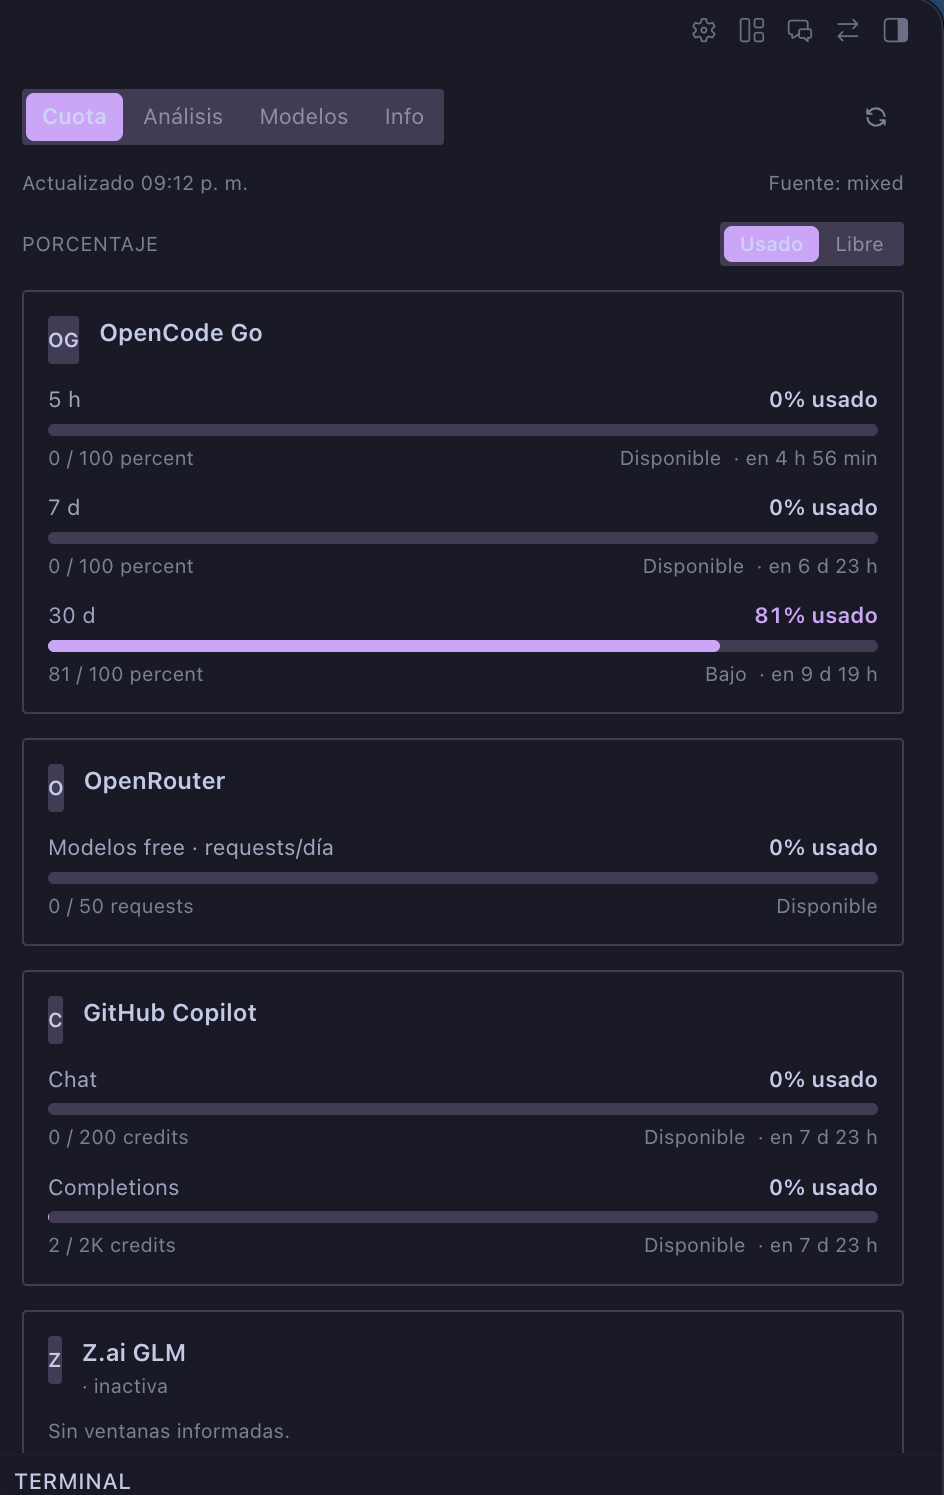 Cuota Análisis Modelos Info
Actualizado 09:12 p. m. Fuente: mixed
PORCENTAJE Usado Libre
OG OpenCode Go
5 h 0% usado
0 / 100 percent Disponible · en 4 h 56 min
7 d 0% usado
0 / 100 percent Disponible · en 6 d 23 h
30 d 81% usado
81 / 100 percent Bajo · en 9 d 19 h
O OpenRouter
Modelos free · requests/día 0% usado
0 / 50 requests Disponible
C GitHub Copilot
Chat 0% usado
0 / 200 credits Disponible · en 7 d 23 h
Completions 0% usado
2 / 2K credits Disponible · en 7 d 23 h
Z Z.ai GLM
· inactiva
Sin ventanas informadas.
TERMINAL